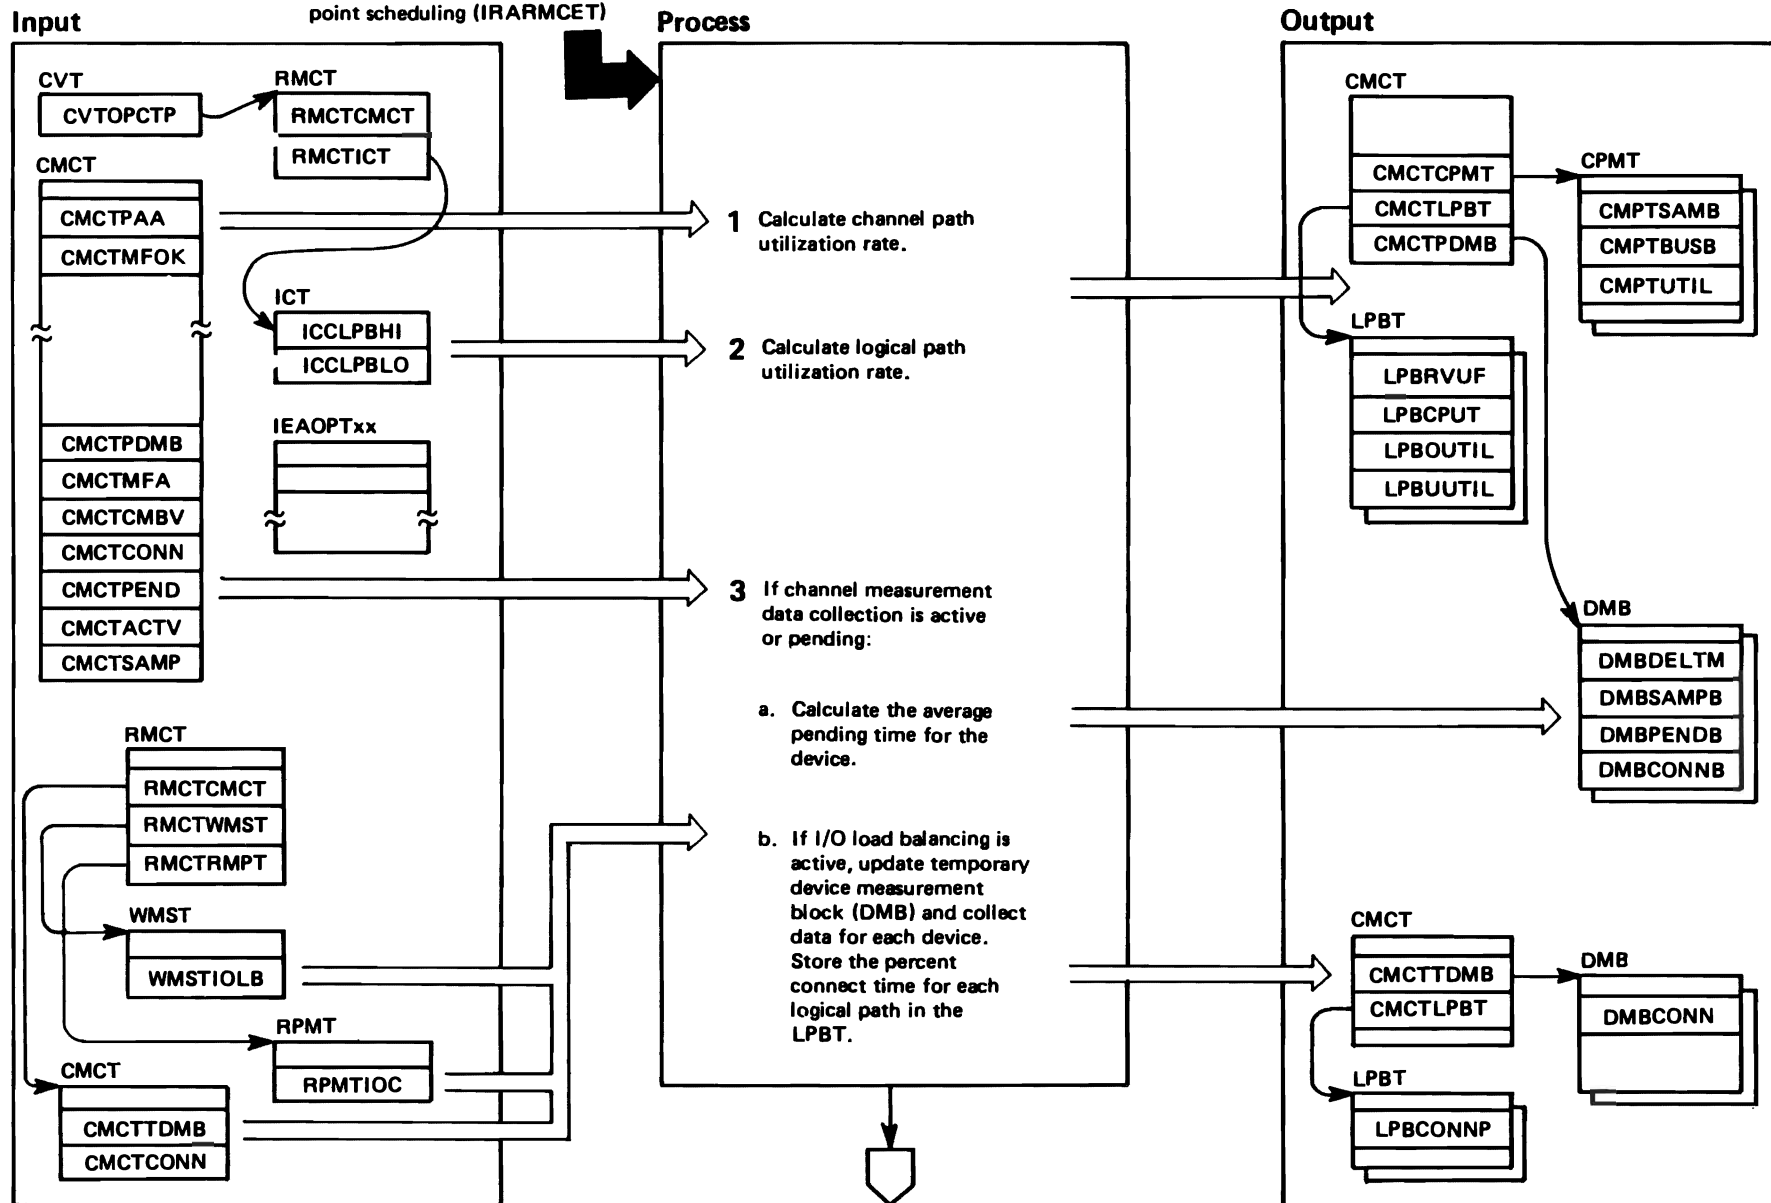 point scheduling (IRARMCET)
Input
Process
Output
CVT
CVTOPCTP
RMCT
RMCTCMCT
RMCTICT
CMCT
CMCTPAA
CMCTMFOK
ICT
ICCLPBHI
ICCLPBLO
IEAOPTxx
CMCTPDMB
CMCTMFA
CMCTCMBV
CMCTCONN
CMCTPEND
CMCTACTV
CMCTSAMP
RMCT
RMCTCMCT
RMCTWMST
RMCTRMPT
WMST
WMSTIOLB
RPMT
RPMTIOC
CMCT
CMCTTDMB
CMCTCONN
1 Calculate channel path
utilization rate.
2 Calculate logical path
utilization rate.
3 If channel measurement
data collection is active
or pending:
a. Calculate the average
pending time for the
device.
b. If I/O load balancing is
active, update temporary
device measurement
block (DMB) and collect
data for each device.
Store the percent
connect time for each
logical path in the
LPBT.
CMCT
CMCTCPMT
CMCTLPBT
CMCTPDMB
CPMT
CMPTSAMB
CMPTBUSB
CMPTUTIL
LPBT
LPBRVUF
LPBCPUT
LPBOUTIL
LPBUUTIL
DMB
DMBDELTM
DMBSAMPB
DMBPENDB
DMBCONNB
CMCT
CMCTTDMB
CMCTLPBT
DMB
DMBCONN
LPBT
LPBCONNP